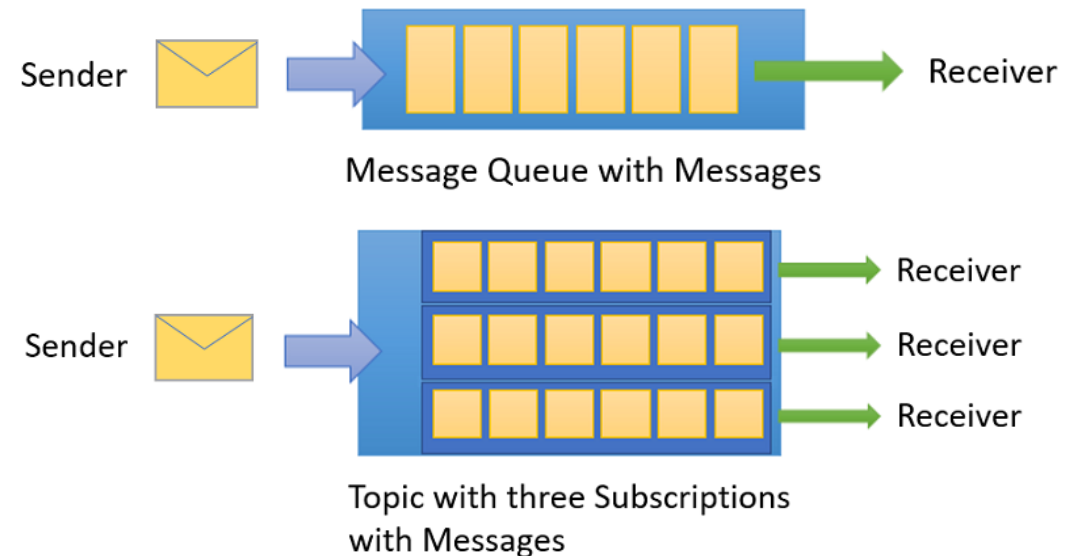 Sender
Receiver
Message Queue with Messages
Receiver
Sender
Receiver
Receiver
Topic with three Subscriptions
with Messages